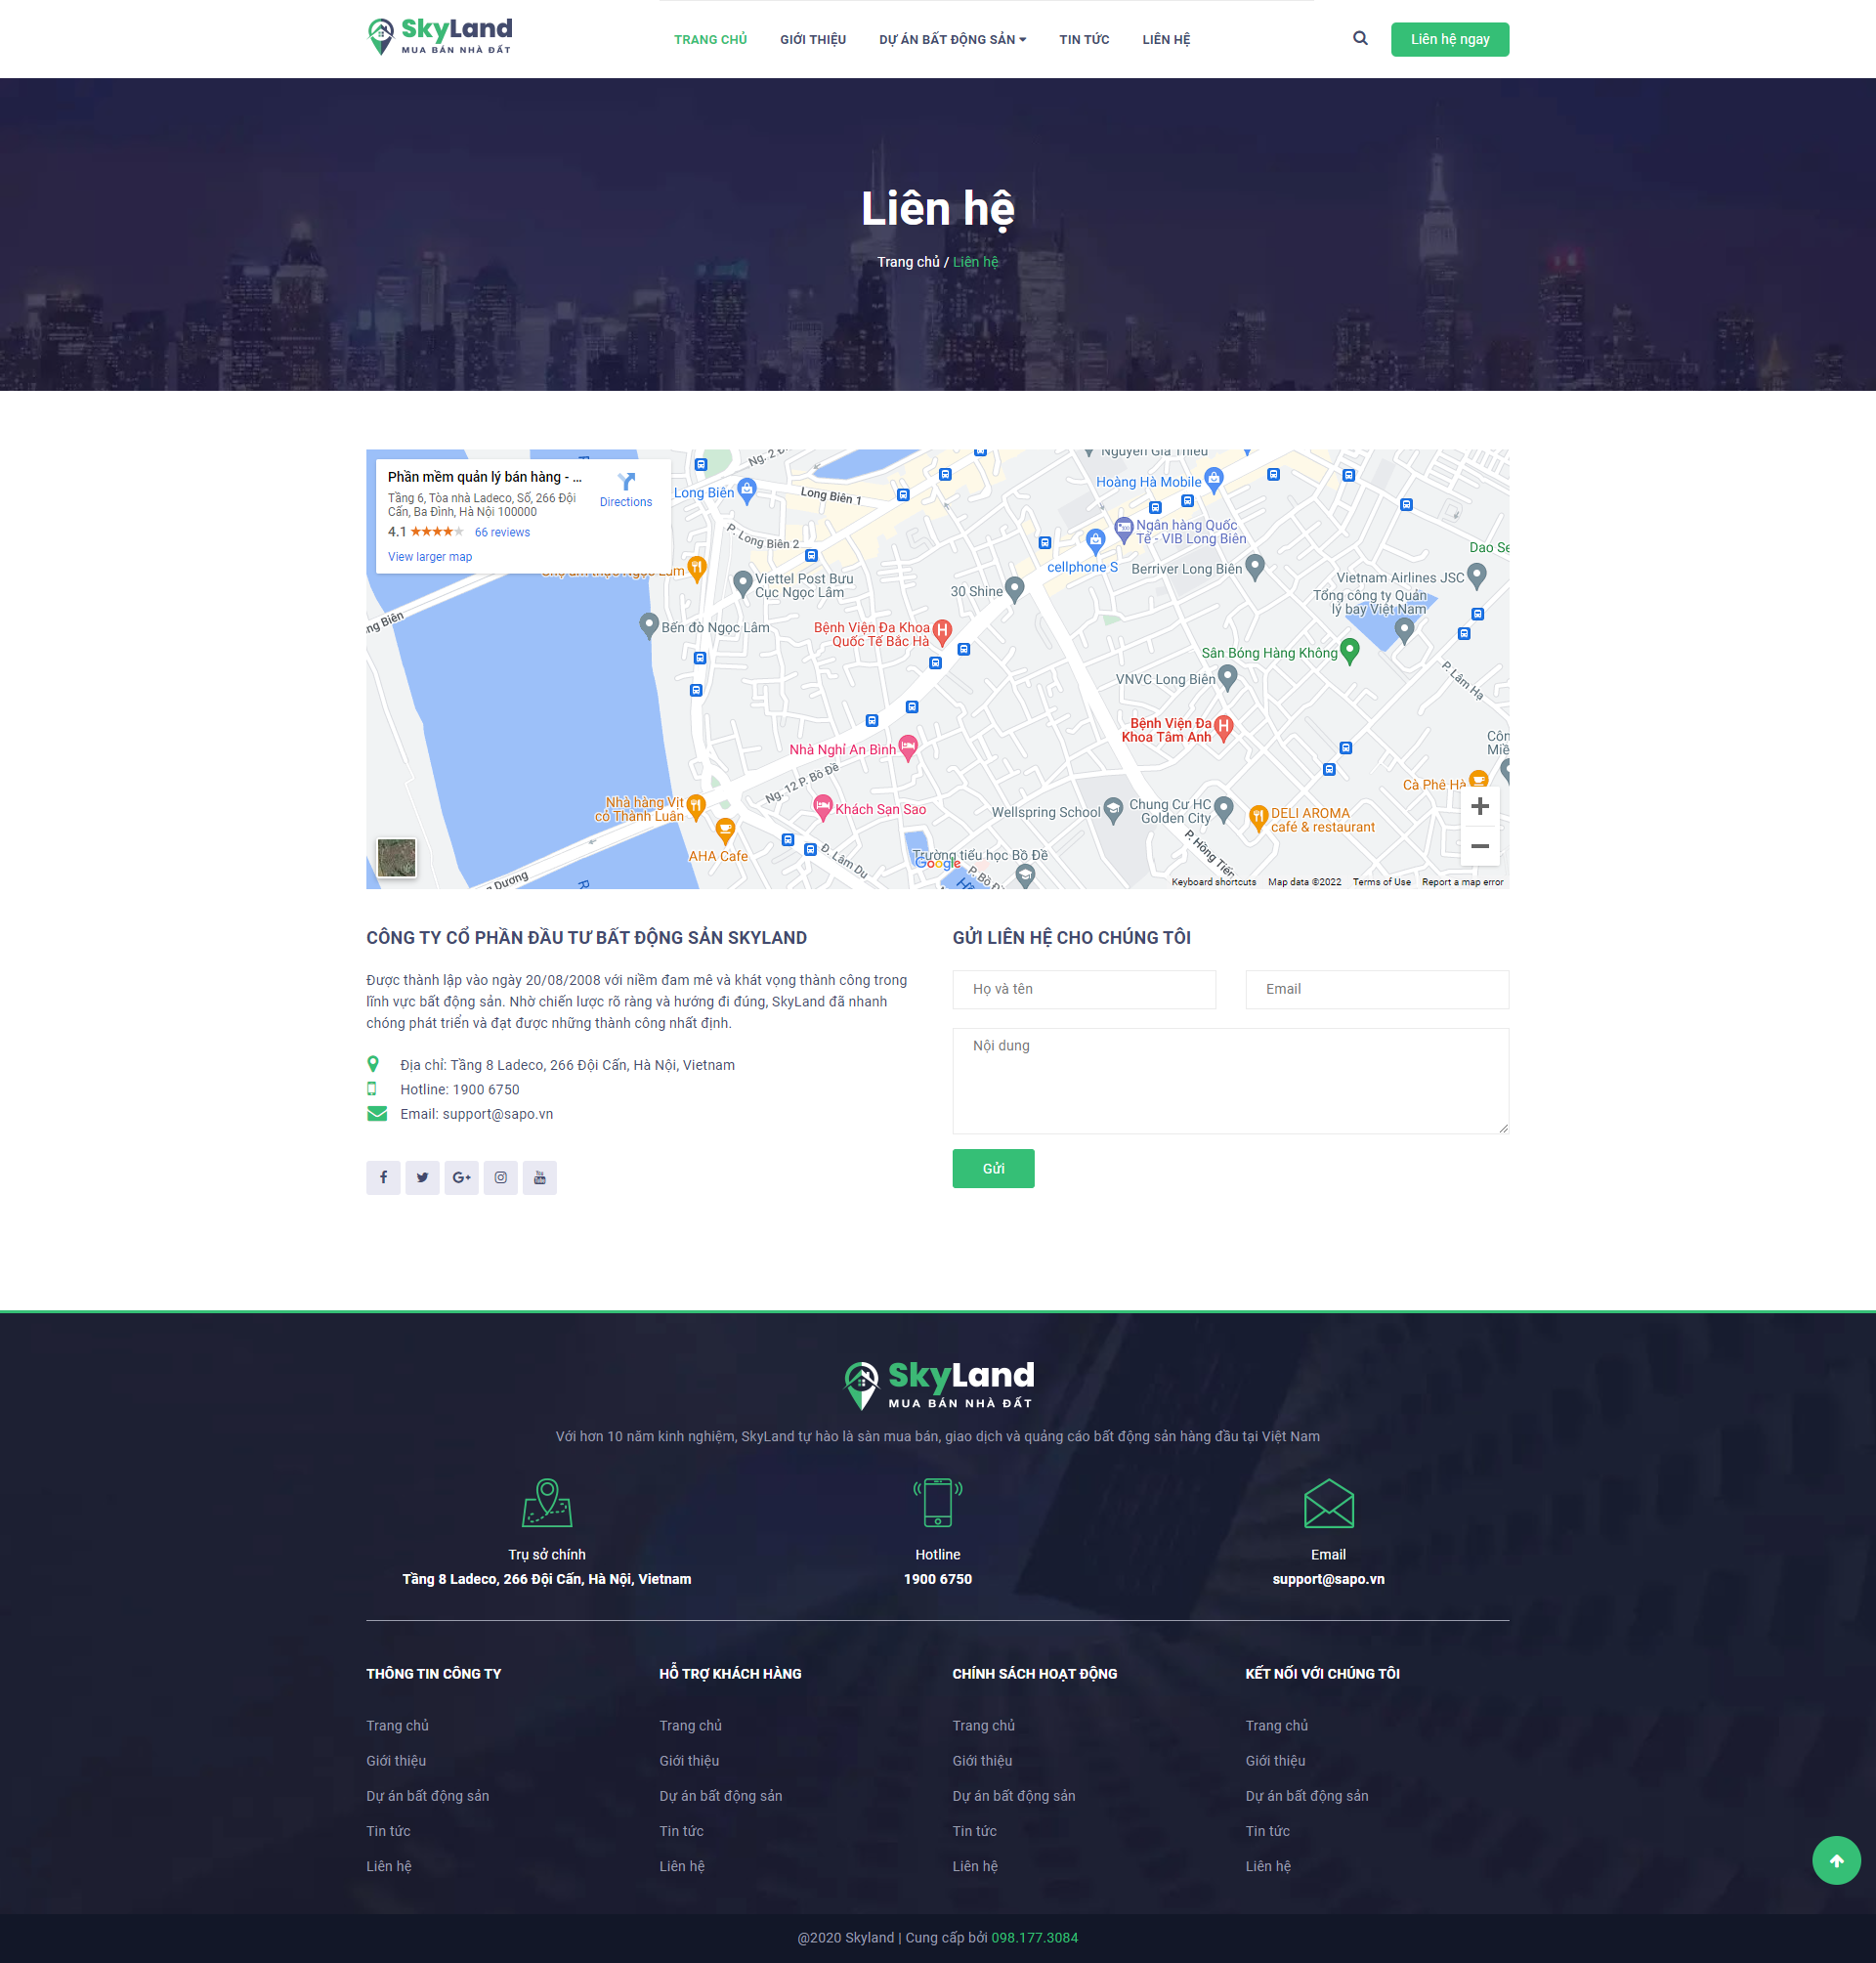 SkyLand
MUA BÁN NHÀ ĐẤT
TRANG CHỦ
GIỚI THIỆU
DỰ ÁN BẤT ĐỘNG SẢN
TIN TỨC
LIÊN HỆ
Liên hệ ngay
Liên hệ
Trang chủ / Liên hệ
Phần mềm quản lý bán hàng - ...
Tầng 6, Tòa nhà Ladeco, Số, 266 Đội
Cấn, Ba Đình, Hà Nội 100000
4.1
66 reviews
View larger map
Directions
Long Biên
Long Biên 1
P. Long Biên 2
Hoàng Hà Mobile
Ngân hàng Quốc
Tế - VIB Long Biên
cellphone S
Berriver Long Biên
Vietnam Airlines JSC
Tổng công ty Quản
lý bay Việt Nam
Viettel Post Bưu
Cục Ngọc Lâm
30 Shine
Bến đò Ngọc Lâm
Bệnh Viện Đa Khoa
Quốc Tế Bắc Hà
Sân Bóng Hàng Không
VNVC Long Biên
P. Lâm Hạ
Bệnh Viện Đa
Khoa Tâm Anh
Nhà Nghỉ An Bình
Ng. 12 P. Bồ Đề
Cà Phê Hà
Nhà hàng Vịt
cỏ Thành Luân
Khách Sạn Sao
Wellspring School
Chung Cư HC
Golden City
DELI AROMA
café & restaurant
AHA Cafe
Đ. Lâm Du
Trường tiểu học Bồ Đề
Google
Keyboard shortcuts
Map data ©2022
Terms of Use
Report a map error
CÔNG TY CỔ PHẦN ĐẦU TƯ BẤT ĐỘNG SẢN SKYLAND
Được thành lập vào ngày 20/08/2008 với niềm đam mê và khát vọng thành công trong
lĩnh vực bất động sản. Nhờ chiến lược rõ ràng và hướng đi đúng, SkyLand đã nhanh
chóng phát triển và đạt được những thành công nhất định.
Địa chỉ: Tầng 8 Ladeco, 266 Đội Cấn, Hà Nội, Vietnam
Hotline: 1900 6750
Email: support@sapo.vn
GỬI LIÊN HỆ CHO CHÚNG TÔI
Họ và tên
Email
Nội dung
Gửi
SkyLand
MUA BÁN NHÀ ĐẤT
Với hơn 10 năm kinh nghiệm, SkyLand tự hào là sàn mua bán, giao dịch và quảng cáo bất động sản hàng đầu tại Việt Nam
Trụ sở chính
Tầng 8 Ladeco, 266 Đội Cấn, Hà Nội, Vietnam
Hotline
1900 6750
Email
support@sapo.vn
THÔNG TIN CÔNG TY
Trang chủ
Giới thiệu
Dự án bất động sản
Tin tức
Liên hệ
HỖ TRỢ KHÁCH HÀNG
Trang chủ
Giới thiệu
Dự án bất động sản
Tin tức
Liên hệ
CHÍNH SÁCH HOẠT ĐỘNG
Trang chủ
Giới thiệu
Dự án bất động sản
Tin tức
Liên hệ
KẾT NỐI VỚI CHÚNG TÔI
Trang chủ
Giới thiệu
Dự án bất động sản
Tin tức
Liên hệ
@2020 Skyland | Cung cấp bởi 098.177.3084